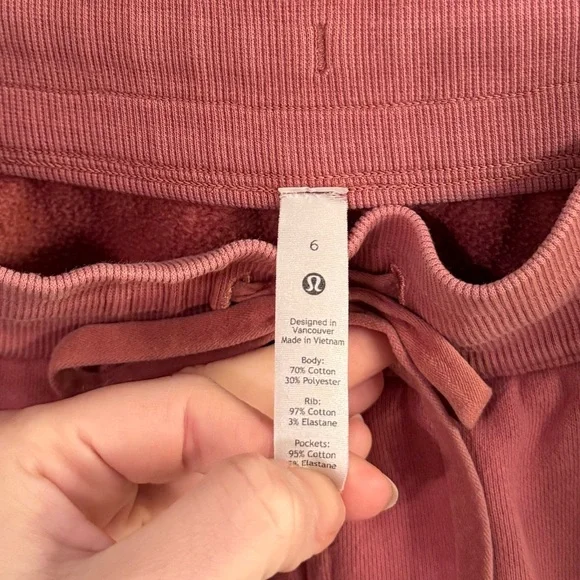 6
Designed in
Vancouver
Made in Vietnam
Body:
70% Cotton
30% Polyester
Rib:
97% Cotton
3% Elastane
Pockets:
95% Cotton
Elastane